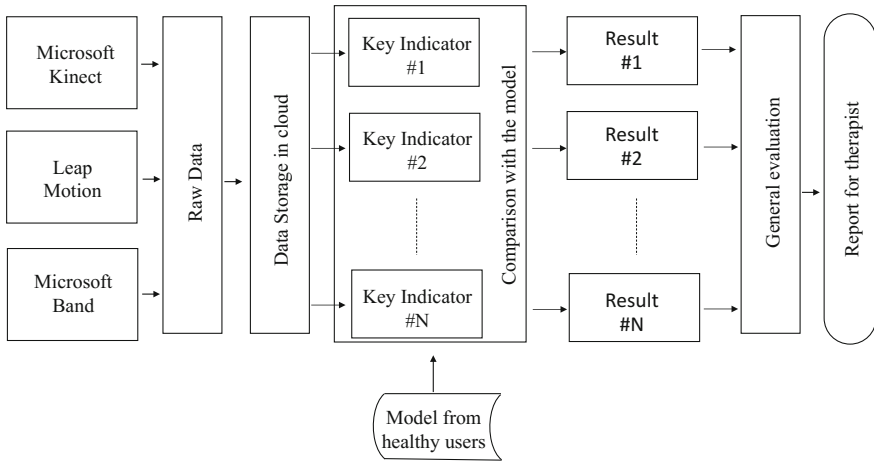 Microsoft
Kinect
Leap
Motion
Microsoft
Band
Raw Data
Data Storage in cloud
Key Indicator
#1
Key Indicator
#2
Key Indicator
#N
Comparison with the model
Model from
healthy users
Result
#1
Result
#2
Result
#N
General evaluation
Report for therapist